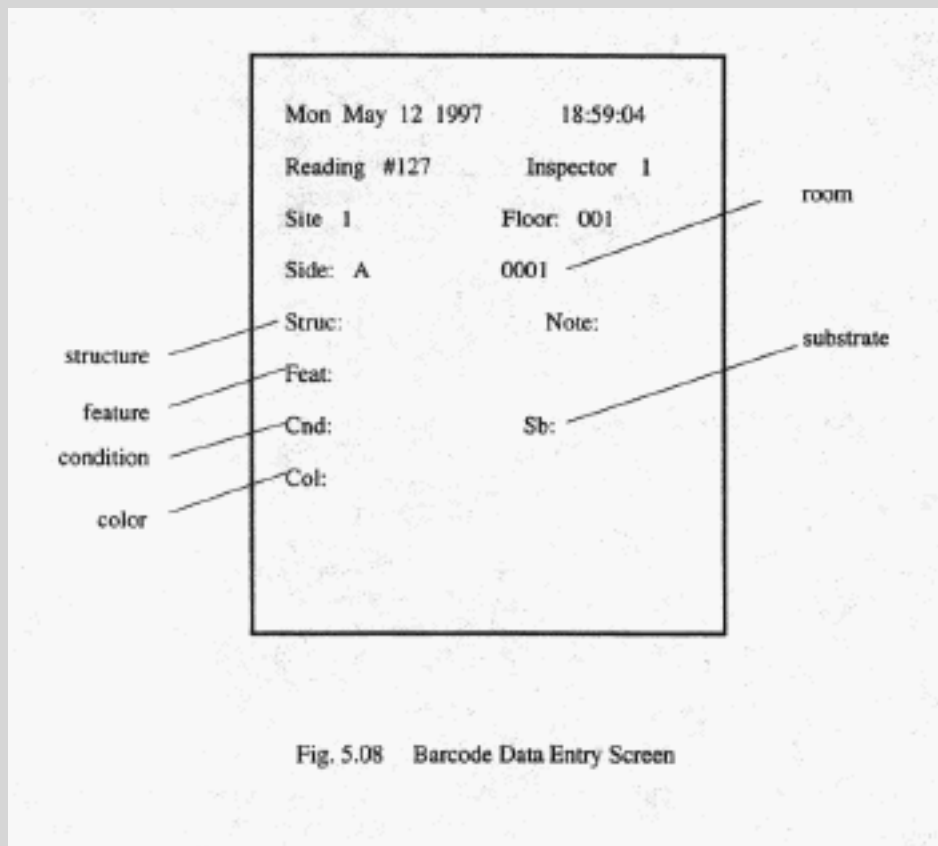 Mon May 12 1997 18:59:04
Reading #127 Inspector 1
room
Site 1 Floor: 001
Side: A 0001
Struc: Note:
substrate
structure
Feat:
feature
Cnd: Sb:
condition
Col:
color
Fig. 5.08 Barcode Data Entry Screen